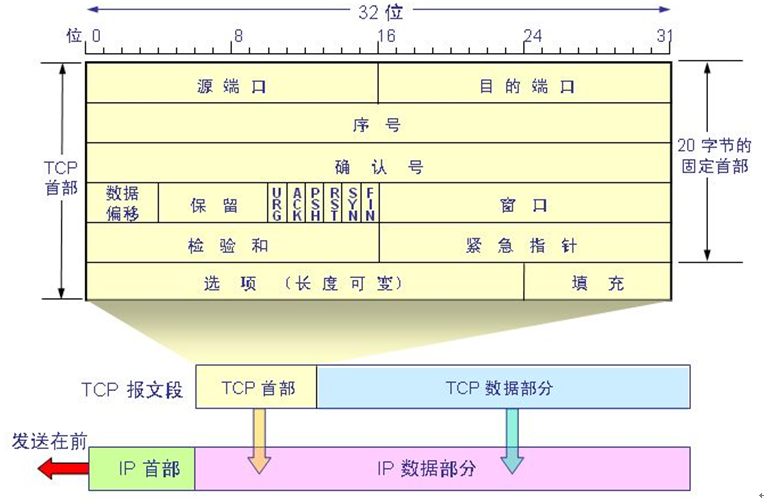 32 位
位 0 8 16 24 31
源 端 口 目 的 端 口
序 号
TCP
首部
20 字节的
固定首部
确 认 号
数据
偏移
保 留
URG ACK PSH RST SYN FIN
窗 口
检 验 和 紧 急 指 针
选 项 （长 度 可 变） 填 充
TCP 报文段 TCP 首部 TCP 数据部分
发送在前
IP 首部 IP 数据部分